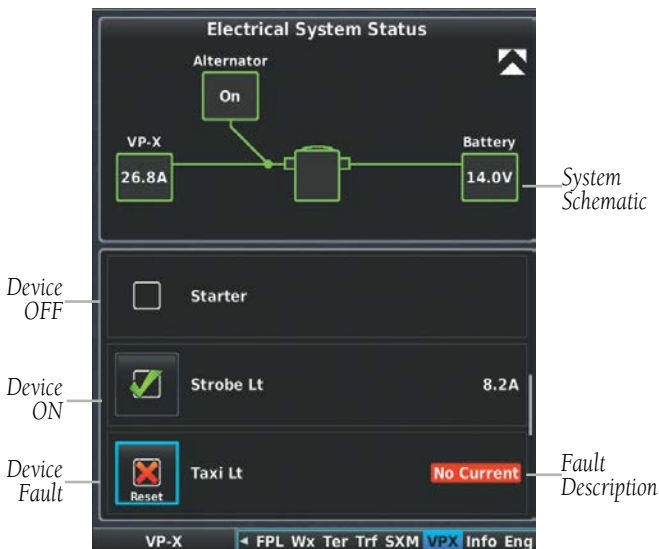 Electrical System Status
Alternator
On
VP-X
Battery
26.8A
14.0V
System
Schematic
Device
OFF
Starter
Device
ON
Strobe Lt
8.2A
Device
Fault
Reset
Taxi Lt
No Current
Fault
Description
VP-X
FPL Wx Ter Trf SXM VPX Info Eng